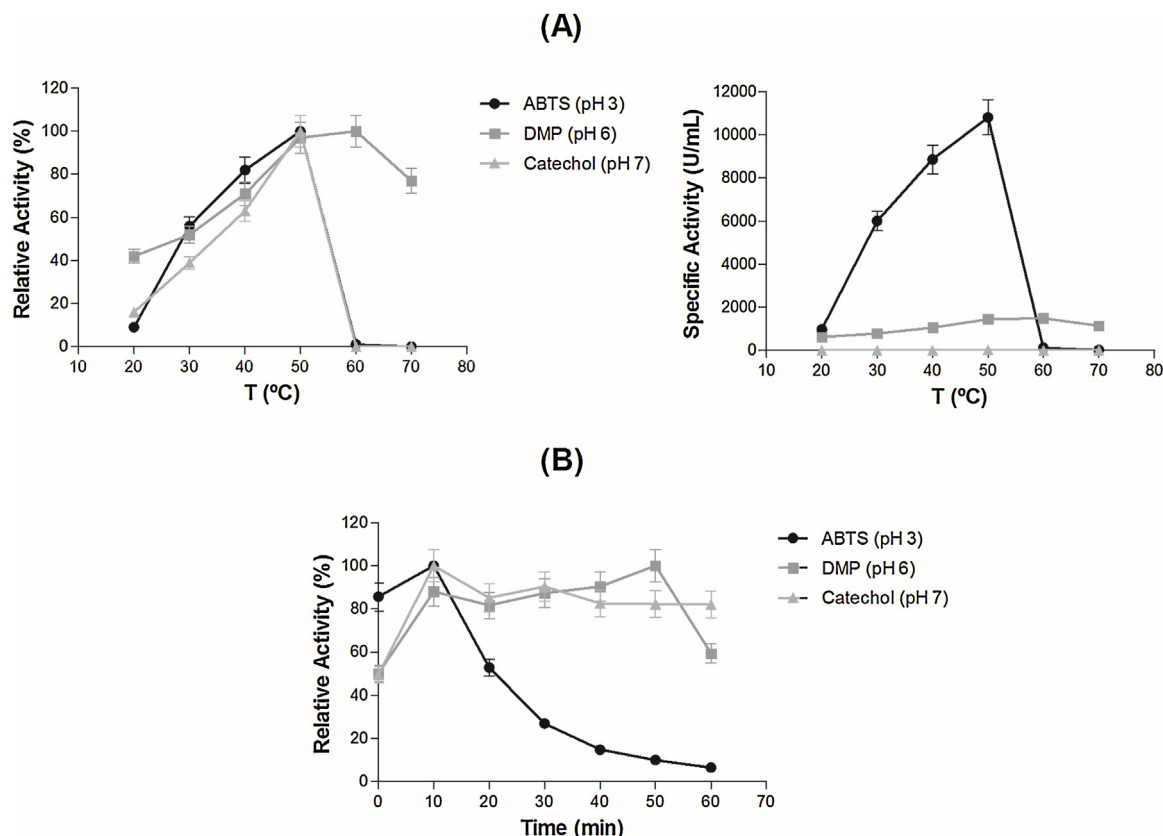 (A)
Relative Activity (%)
120
100
80
60
40
20
0
10 20 30 40 50 60 70 80
T (ºC)
ABTS (pH 3)
DMP (pH 6)
Catechol (pH 7)
Specific Activity (U/mL)
12000
10000
8000
6000
4000
2000
0
10 20 30 40 50 60 70 80
T (ºC)
(B)
Relative Activity (%)
120
100
80
60
40
20
0
0 10 20 30 40 50 60 70
Time (min)
ABTS (pH 3)
DMP (pH 6)
Catechol (pH 7)